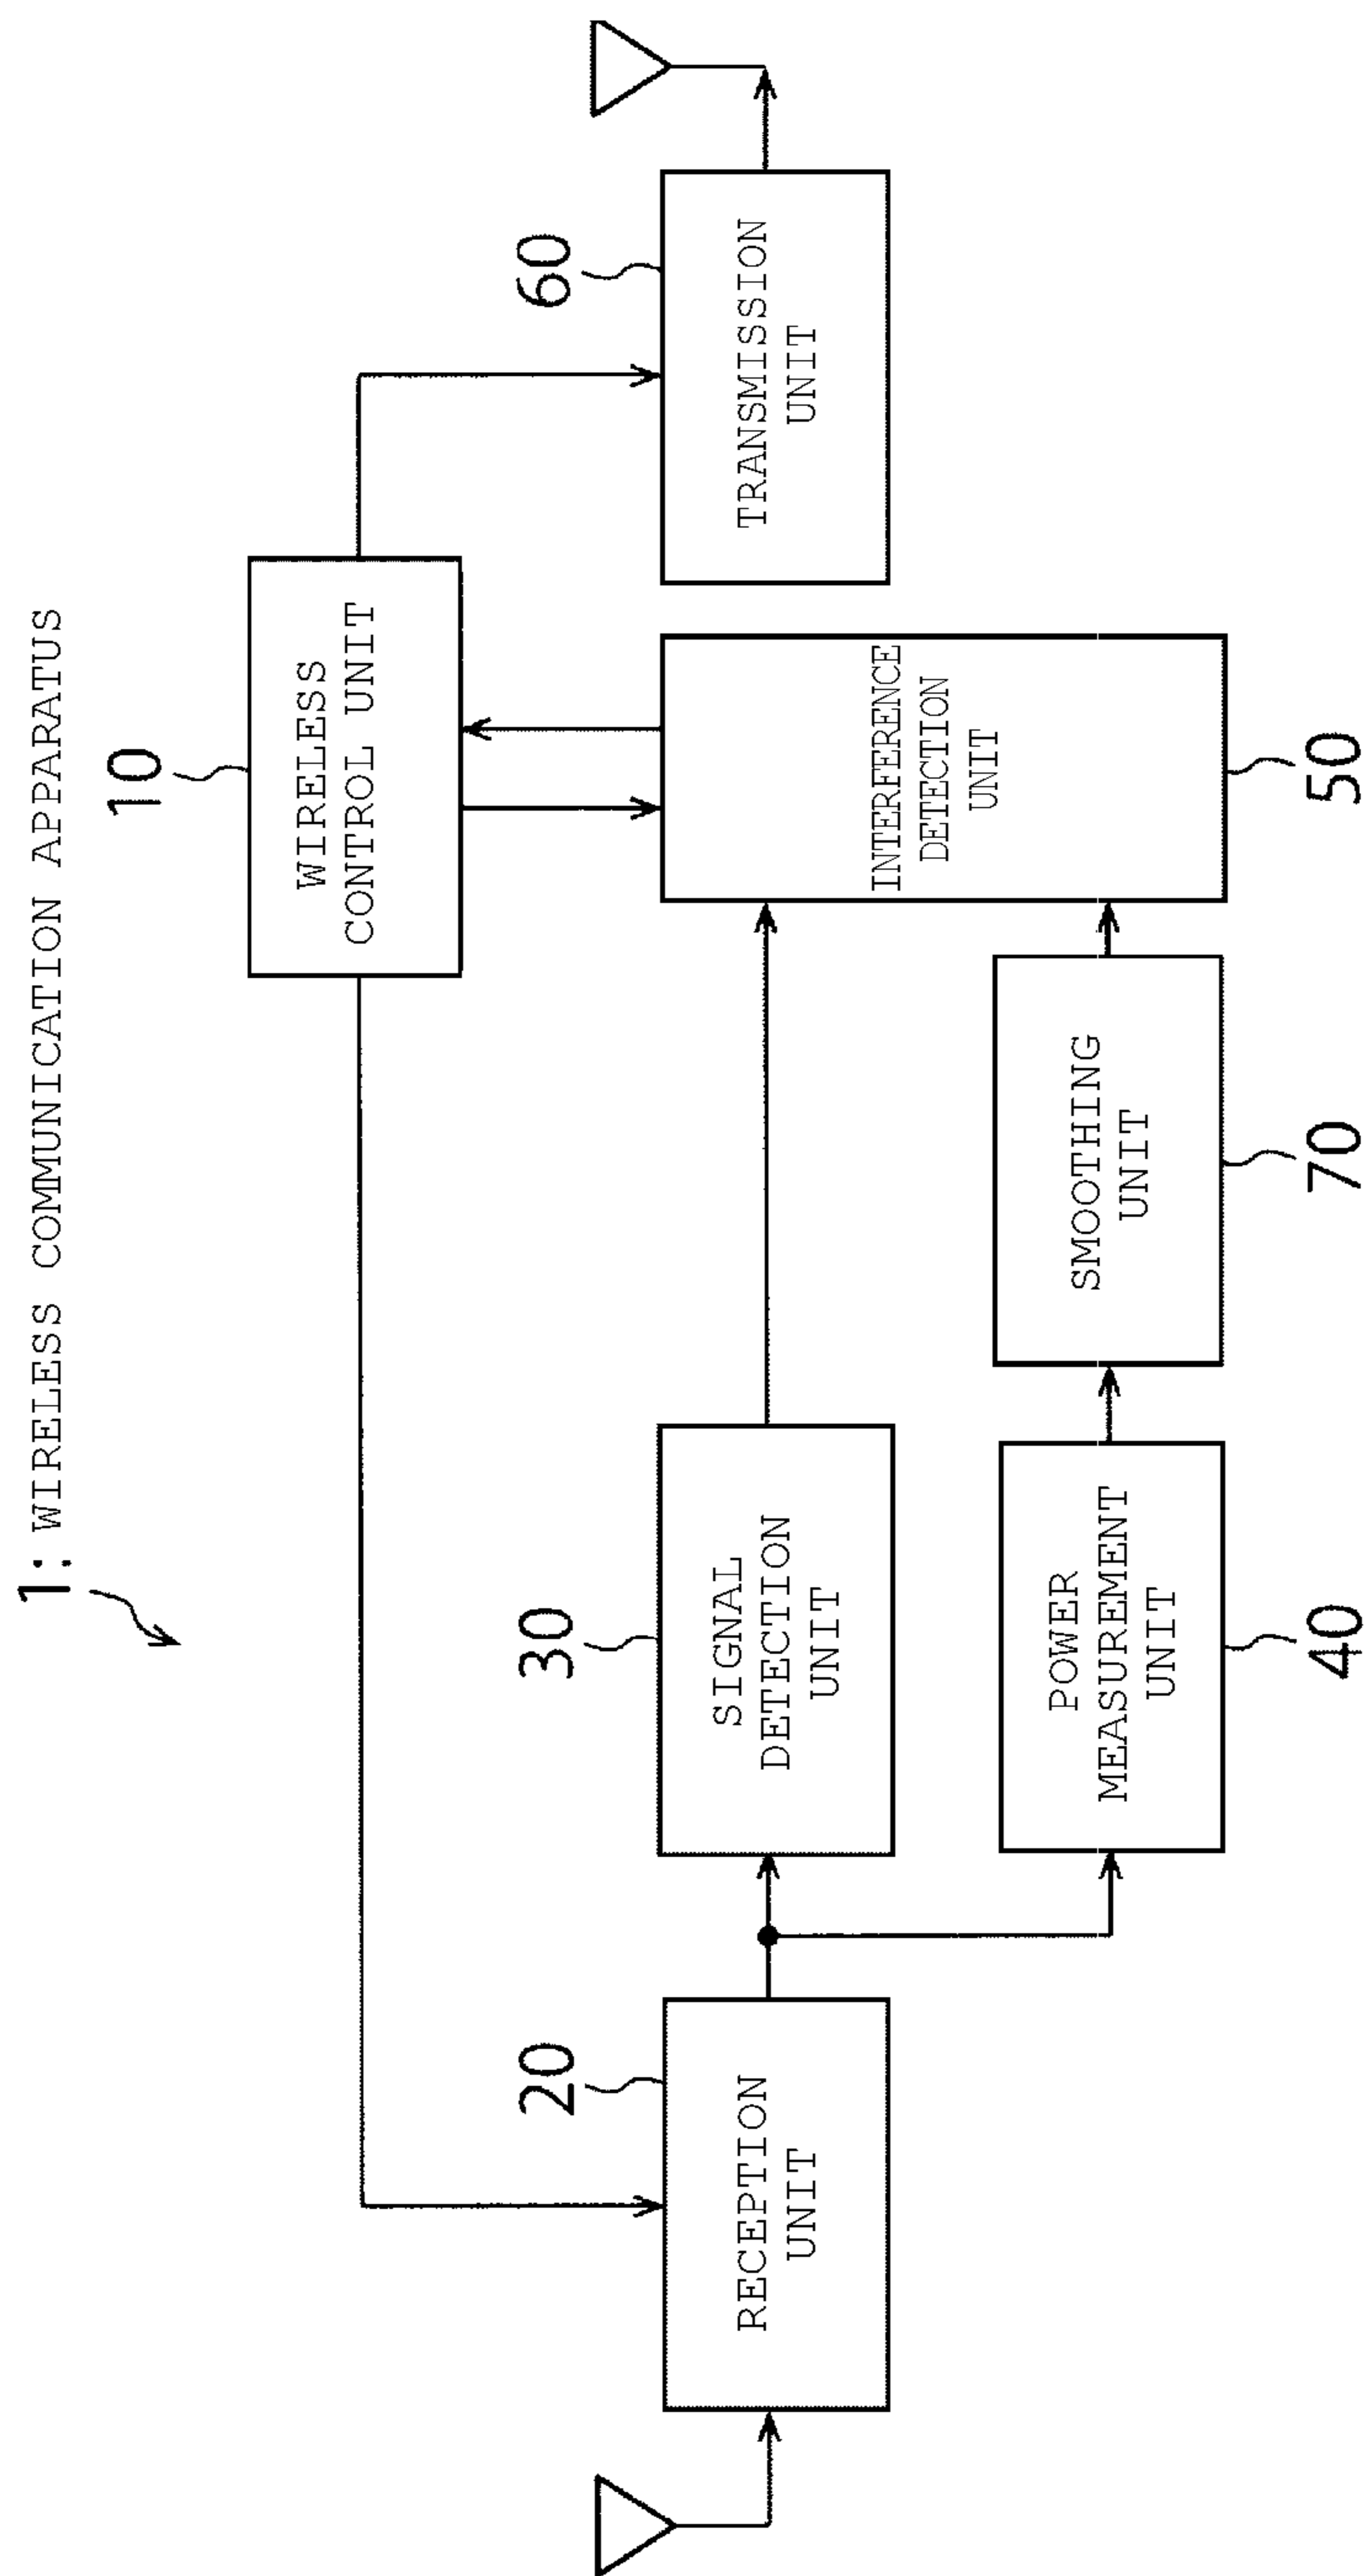 1: WIRELESS COMMUNICATION APPARATUS
10
WIRELESS
CONTROL UNIT
20
RECEPTION
UNIT
30
SIGNAL
DETECTION
UNIT
60
TRANSMISSION
UNIT
INTERFERENCE
DETECTION
UNIT
POWER
MEASUREMENT
UNIT
SMOOTHING
UNIT
40
70
50